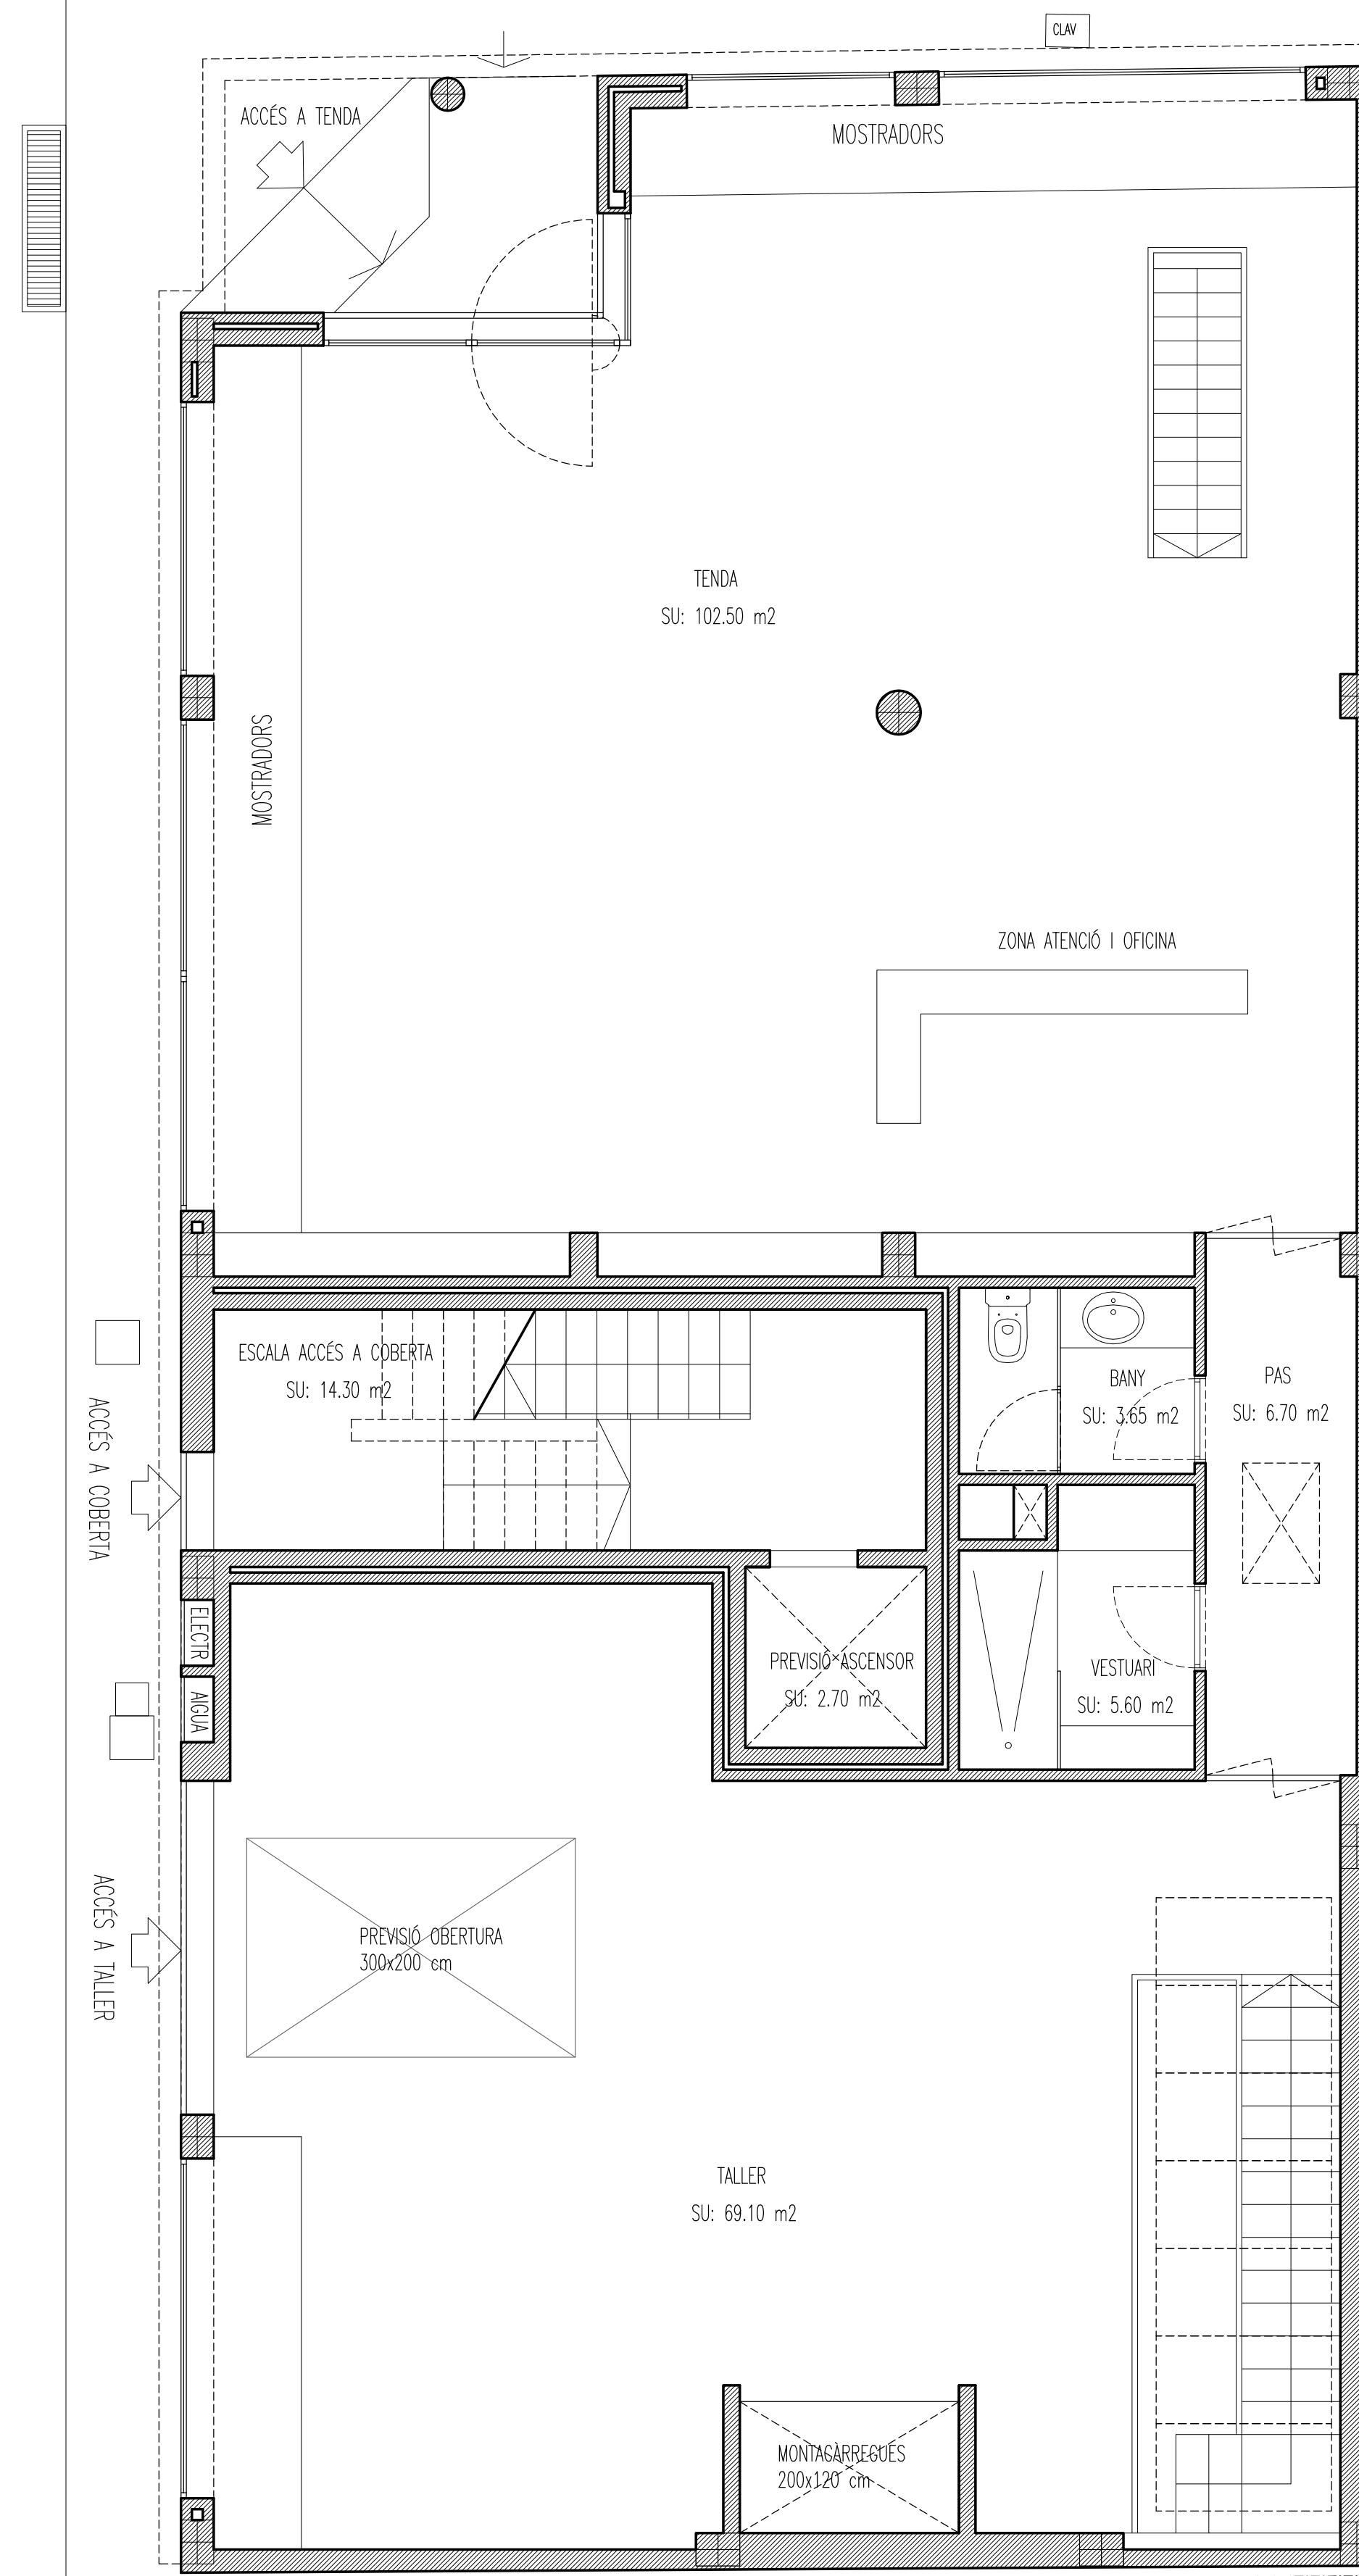 CLAV
ACCÉS A TENDA
MOSTRADORS
TENDA
SU: 102.50 m2
MOSTRADORS
ZONA ATENCIÓ I OFICINA
ESCALA ACCÉS A COBERTA
SU: 14.30 m2
BANY
SU: 3.65 m2
PAS
SU: 6.70 m2
ACCÉS A COBERTA
ELECTR
AIGUA
PREVISIÓ ASCENSOR
SU: 2.70 m2
VESTUARI
SU: 5.60 m2
ACCÉS A TALLER
PREVISIÓ OBERTURA
300x200 cm
TALLER
SU: 69.10 m2
MONTACÀRREGUES
200x120 cm